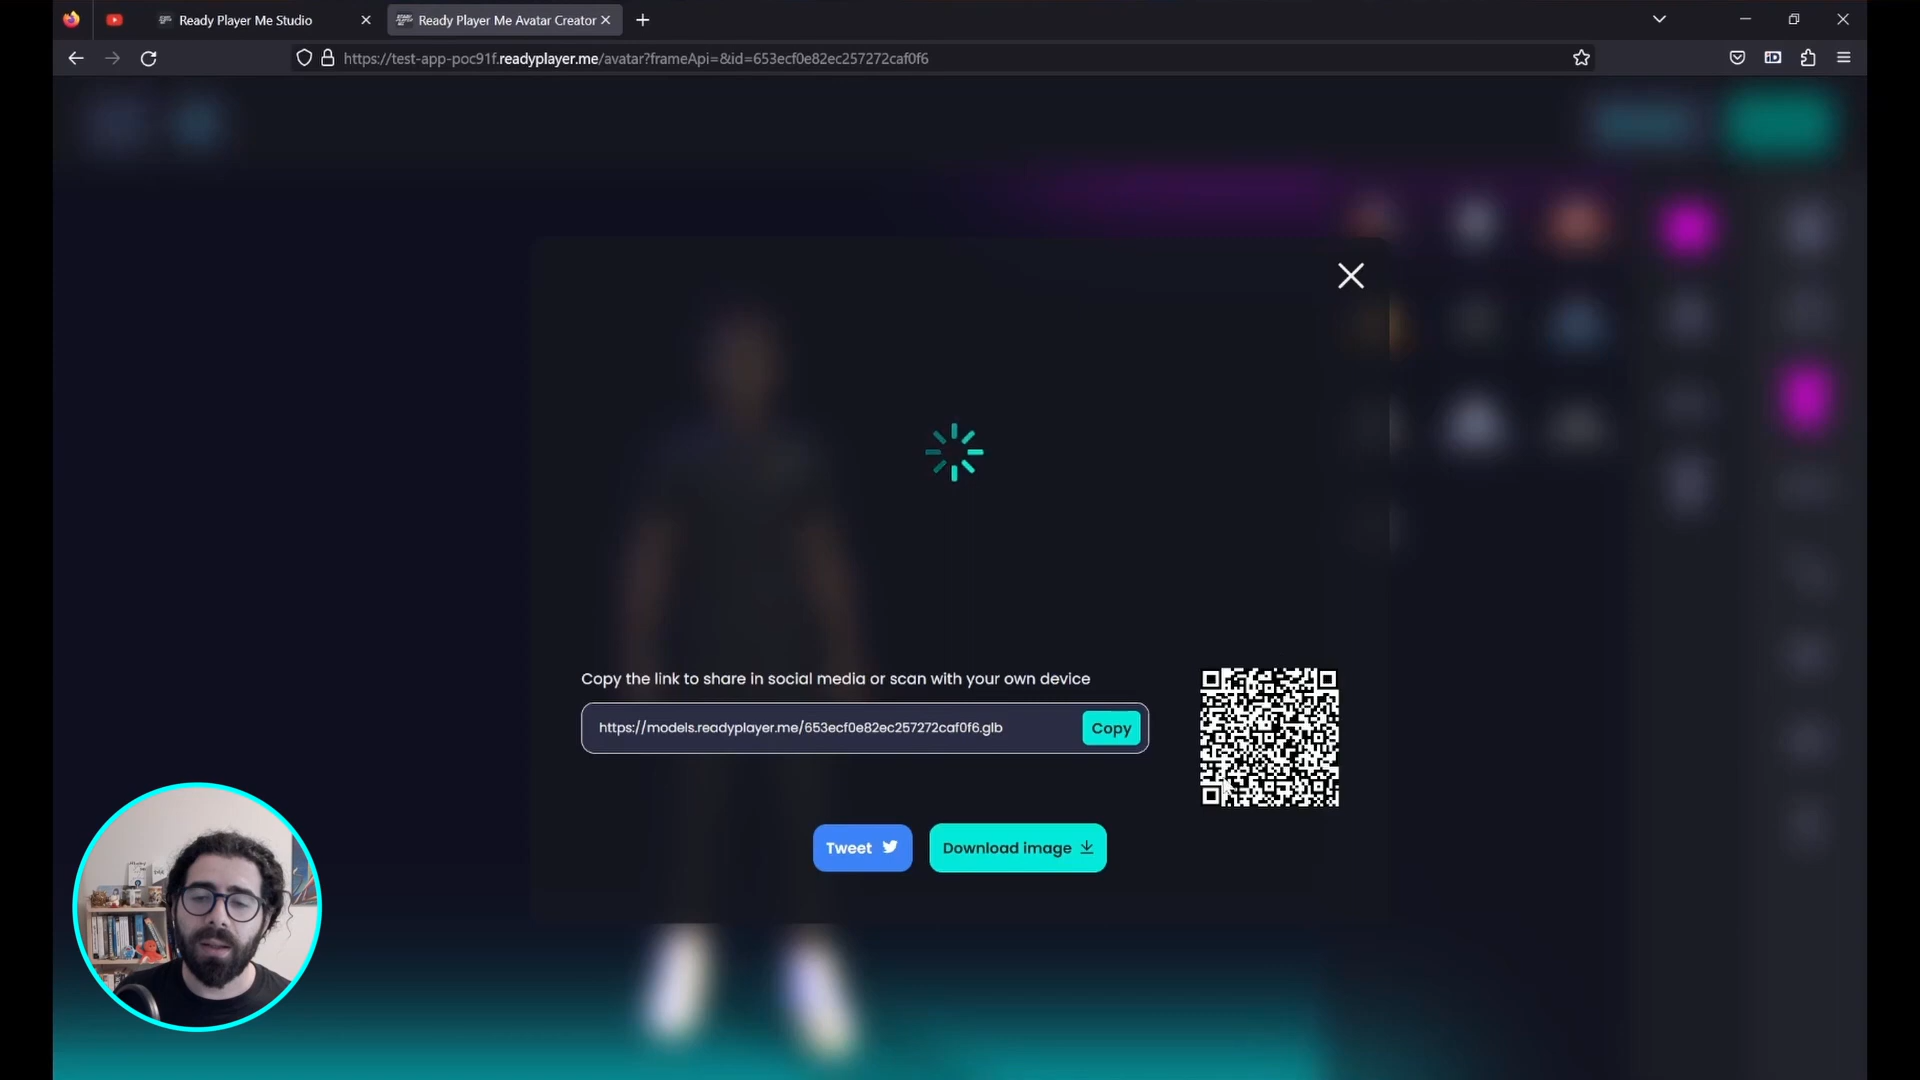 Ready Player Me Studio
Ready Player Me Avatar Creator
https://test-app-poc91f.readyplayer.me/avatar?frameApi=&id=653ecf0e82ec257272caf0f6
Copy the link to share in social media or scan with your own device
https://models.readyplayer.me/653ecf0e82ec257272caf0f6.glb
Copy
Tweet
Download image